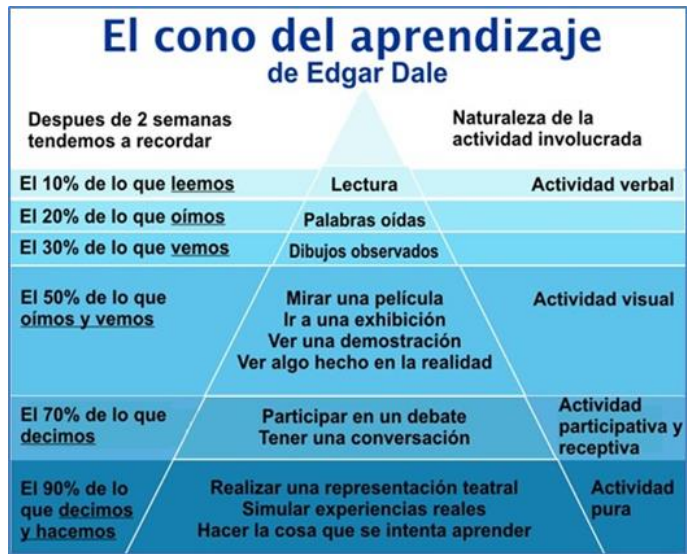 El cono del aprendizaje
de Edgar Dale
Despues de 2 semanas
tendemos a recordar
Naturaleza de la
actividad involucrada
El 10% de lo que leemos
Lectura
Actividad verbal
El 20% de lo que oímos
Palabras oídas
El 30% de lo que vemos
Dibujos observados
El 50% de lo que
oímos y vemos
Mirar una película
Ir a una exhibición
Ver una demostración
Ver algo hecho en la realidad
Actividad visual
El 70% de lo que
decimos
Participar en un debate
Tener una conversación
Actividad
participativa y
receptiva
El 90% de lo
que decimos
y hacemos
Realizar una representación teatral
Simular experiencias reales
Hacer la cosa que se intenta aprender
Actividad
pura